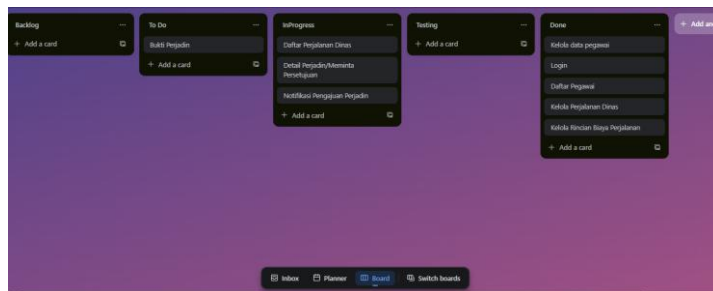 Backlog
+ Add a card
To Do
Bukti Perjadin
+ Add a card
InProgress
Daftar Perjalanan Dinas
Detail Perjadin/Meminta
Persetujuan
Notifikasi Pengajuan Perjadin
+ Add a card
Testing
+ Add a card
Done
Kelola data pegawai
Login
Daftar Pegawai
Kelola Perjalanan Dinas
Kelola Rincian Biaya Perjalanan
+ Add a card
+ Add an
Inbox
Planner
Board
Switch boards